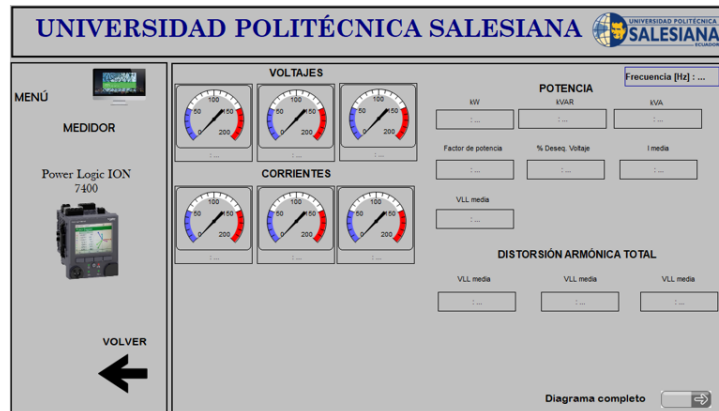 UNIVERSIDAD POLITÉCNICA SALESIANA
UNIVERSIDAD POLITÉCNICA
SALESIANA
ECUADOR
MENÚ
MEDIDOR
Power Logic ION
7400
VOLVER
VOLTAJES
0 50 100 150 200
0 50 100 150 200
0 50 100 150 200
: ...
: ...
: ...
CORRIENTES
0 50 100 150 200
0 50 100 150 200
0 50 100 150 200
: ...
: ...
: ...
Frecuencia [Hz] : ...
POTENCIA
kW kVAR kVA
: ... : ... : ...
Factor de potencia % Deseq. Voltaje I media
: ... : ... : ...
VLL media
: ...
DISTORSIÓN ARMÓNICA TOTAL
VLL media VLL media VLL media
: ... : ... : ...
Diagrama completo